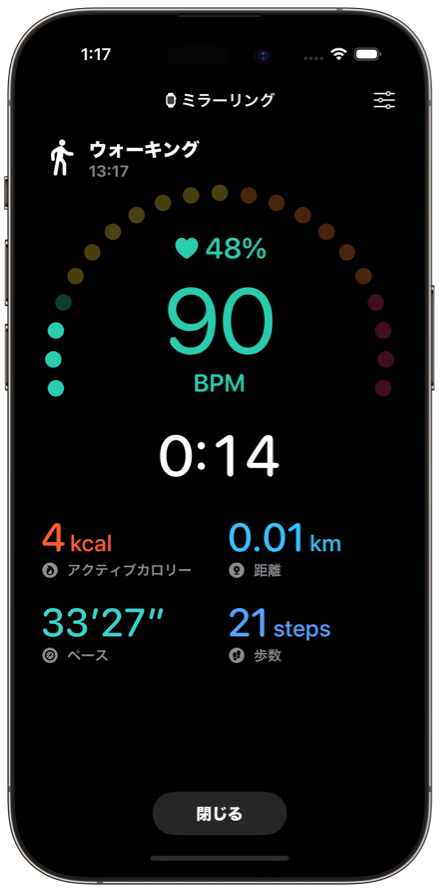 1:17
ミラーリング
ウォーキング
13:17
48%
90
BPM
0:14
4 kcal
アクティブカロリー
0.01 km
距離
33’27”
ペース
21 steps
歩数
閉じる